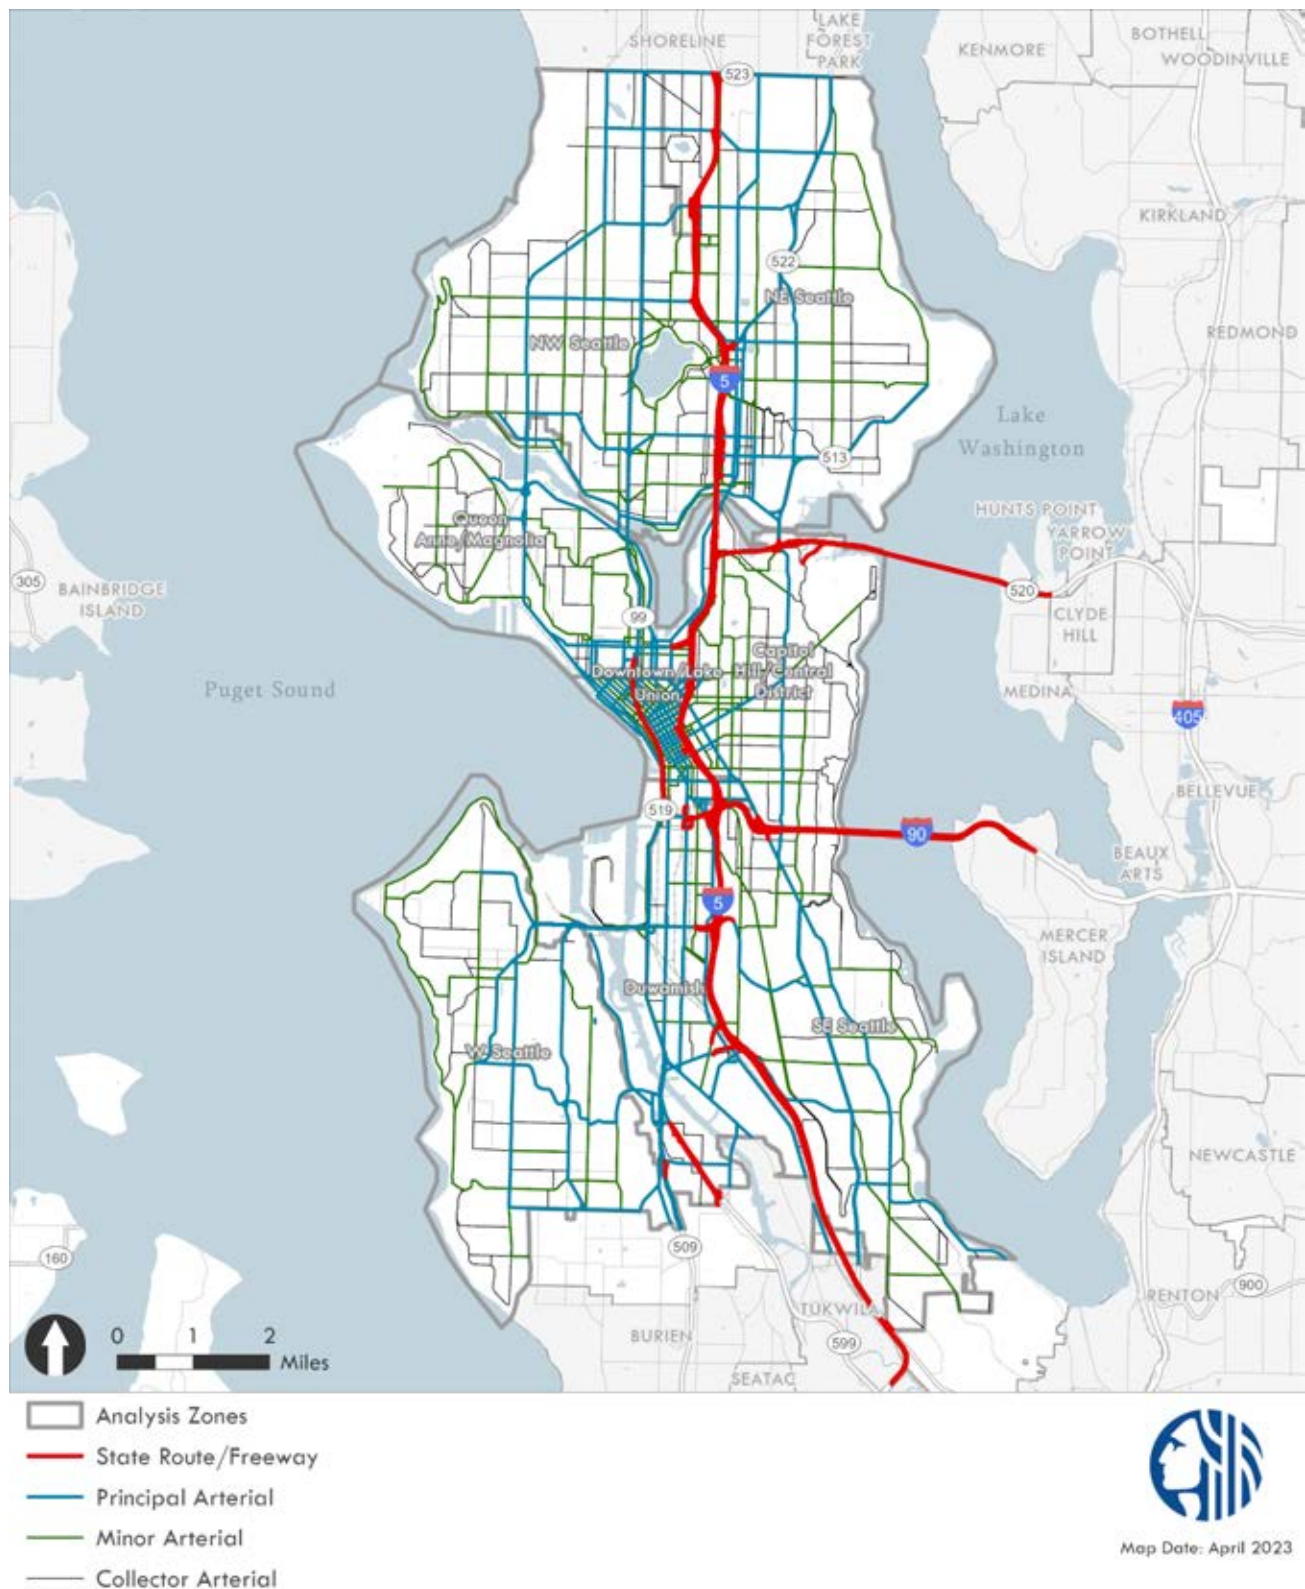 SHORELINE
LAKE
FOREST
PARK
KENMORE
BOTHELL
WOODINVILLE
523
KIRKLAND
522
NE Seattle
REDMOND
NW Seattle
5
Lake
Washington
513
HUNTS POINT
YARROW
POINT
Queen
Anne/Magnolia
305
BAINBRIDGE
ISLAND
520
CLYDE
HILL
99
Capitol
Hill/Central
District
Downtown/Lake
Union
Puget Sound
MEDINA
405
519
BELLEVUE
90
BEAUX
ARTS
5
MERCER
ISLAND
Duwamish
SE Seattle
W Seattle
NEWCASTLE
509
160
900
RENTON
TUKWILA
BURIEN
599
SEATAC
0 1 2
Miles
Analysis Zones
State Route/Freeway
Principal Arterial
Minor Arterial
Collector Arterial
Map Date: April 2023